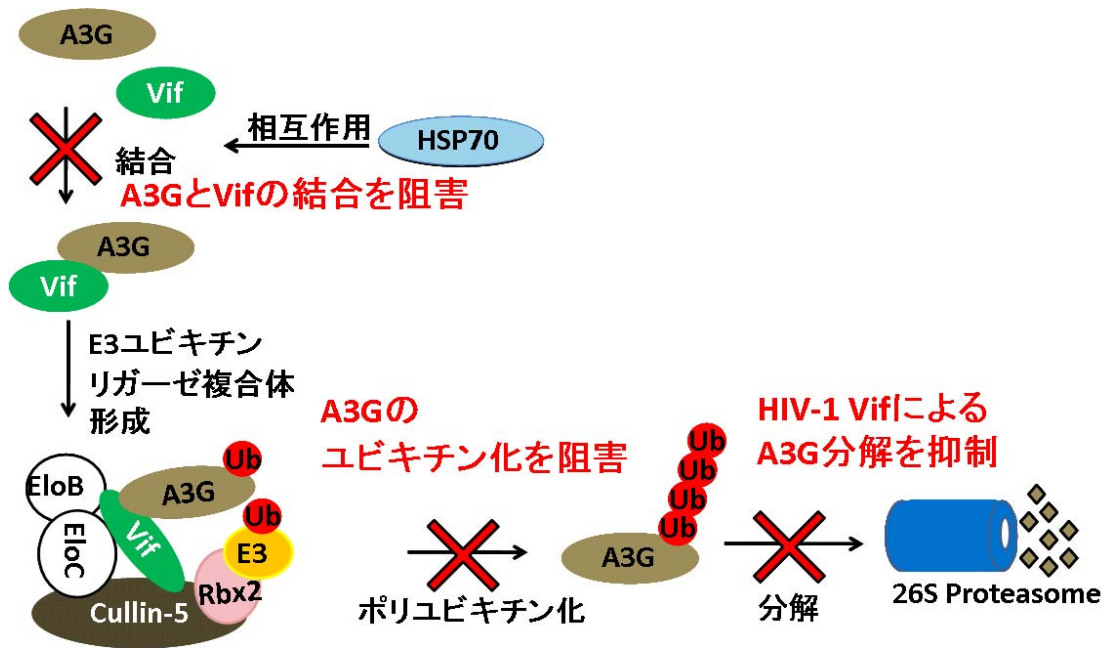 A3G
Vif
相互作用
HSP70
結合
A3GとVifの結合を阻害
A3G
Vif
E3ユビキチン
リガーゼ複合体
形成
A3Gの
ユビキチン化を阻害
HIV-1 Vifによる
A3G分解を抑制
EloB
EloC
Vif
A3G
Ub
Ub
E3
Rbx2
Cullin-5
ポリユビキチン化
Ub
Ub
Ub
Ub
A3G
分解
26S Proteasome